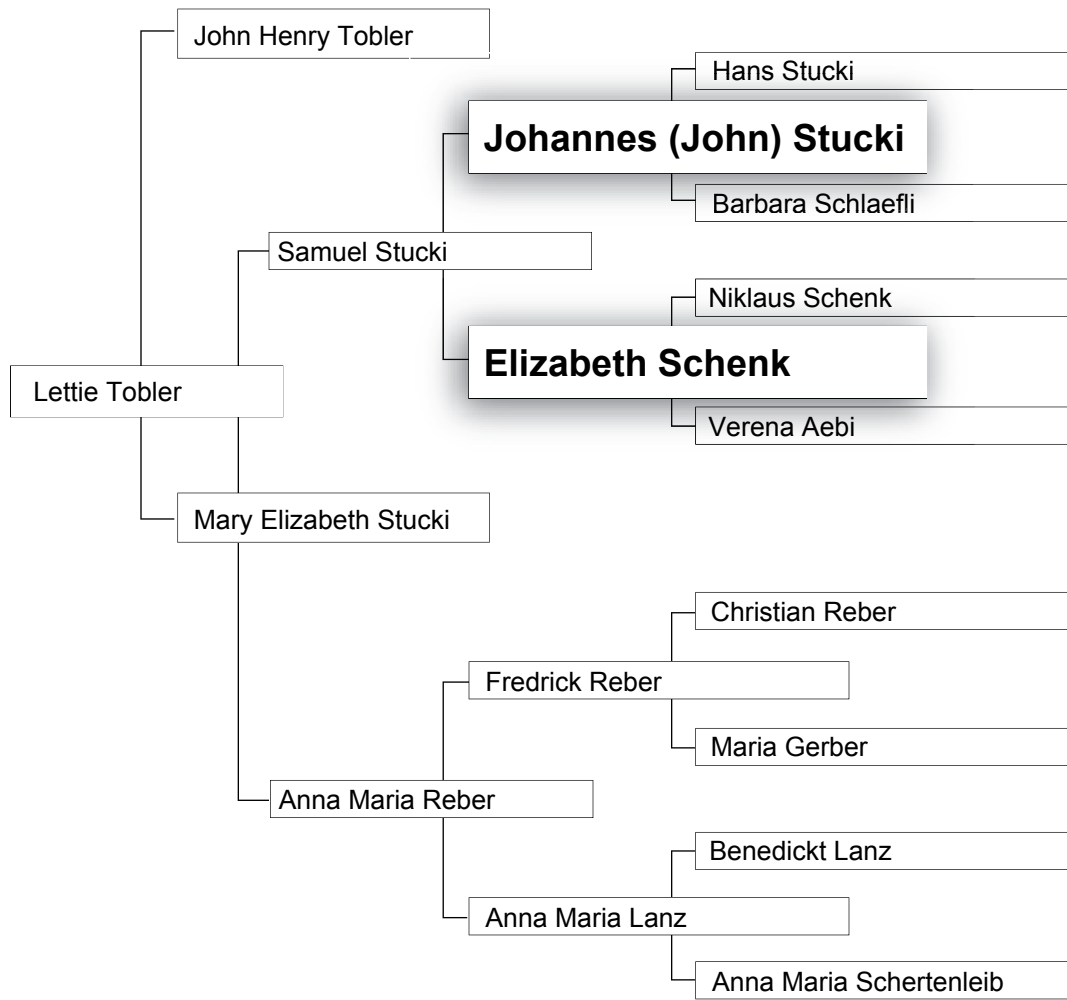 John Henry Tobler
Hans Stucki
Johannes (John) Stucki
Barbara Schlaefli
Samuel Stucki
Niklaus Schenk
Elizabeth Schenk
Lettie Tobler
Verena Aebi
Mary Elizabeth Stucki
Christian Reber
Fredrick Reber
Maria Gerber
Anna Maria Reber
Benedickt Lanz
Anna Maria Lanz
Anna Maria Schertenleib